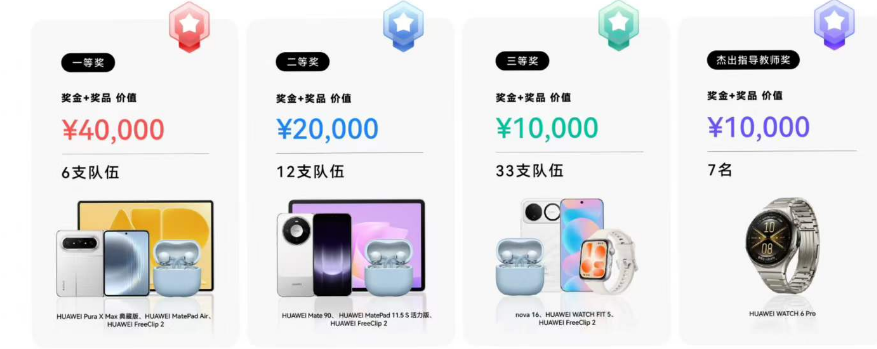 一等奖
奖金+奖品 价值
¥40,000
6支队伍
HUAWEI Pura X Max 典藏版、HUAWEI MatePad Air、
HUAWEI FreeClip 2
二等奖
奖金+奖品 价值
¥20,000
12支队伍
HUAWEI Mate 90、HUAWEI MatePad 11.5 S 活力版、
HUAWEI FreeClip 2
三等奖
奖金+奖品 价值
¥10,000
33支队伍
nova 16、HUAWEI WATCH FIT 5、
HUAWEI FreeClip 2
杰出指导教师奖
奖金+奖品 价值
¥10,000
7名
10
08
HUAWEI WATCH 6 Pro